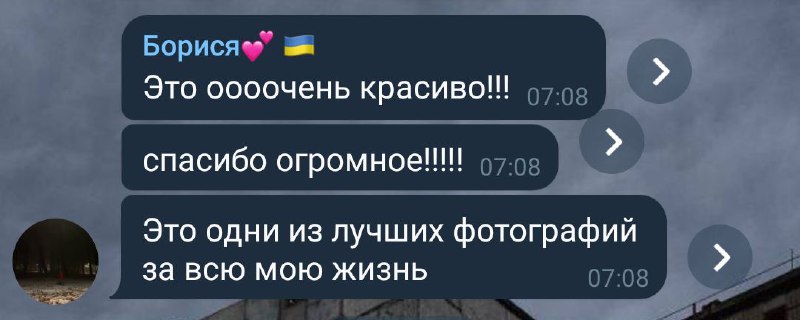 Борися💕 🇺🇦
Это оооочень красиво!!! 07:08
спасибо огромное!!!!! 07:08
Это одни из лучших фотографий
за всю мою жизнь 07:08